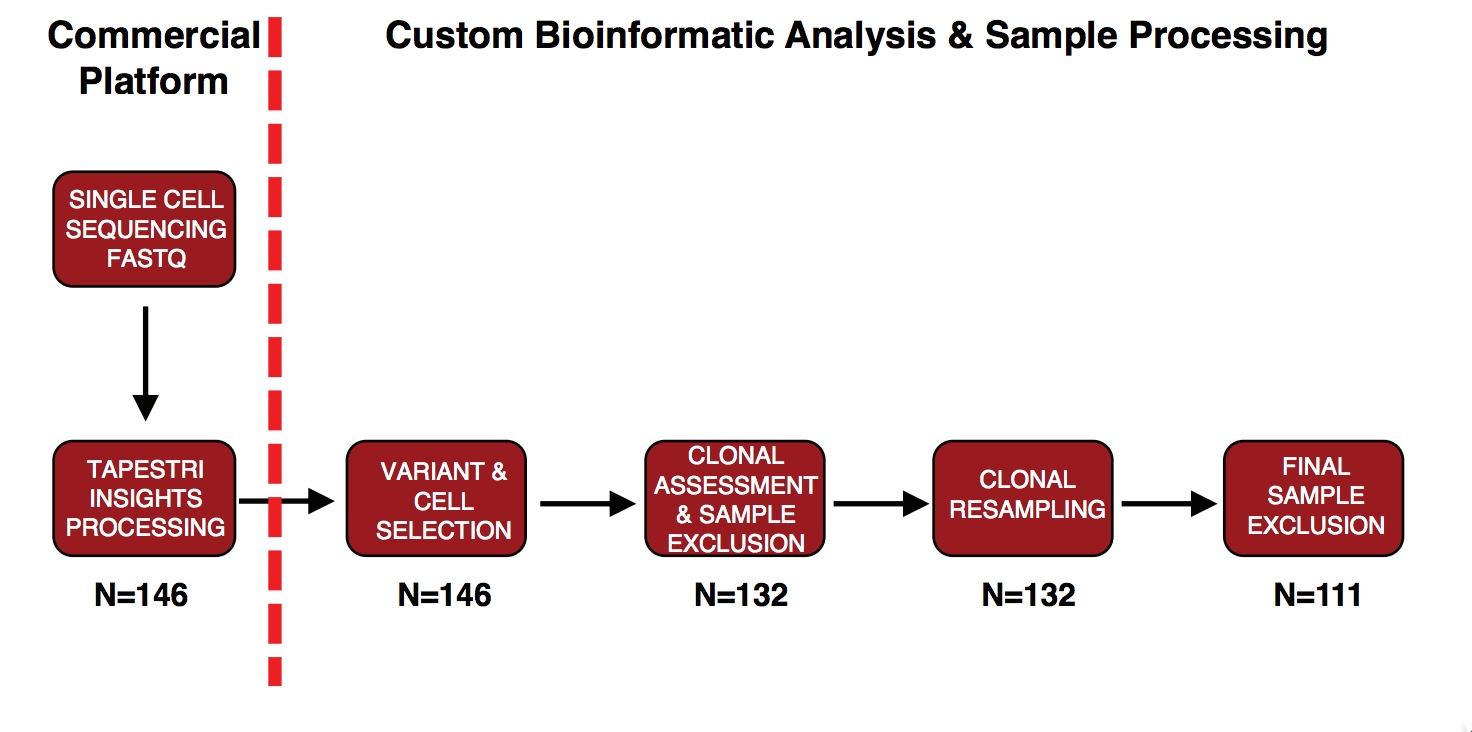 Commercial
Platform
Custom Bioinformatic Analysis & Sample Processing
SINGLE CELL
SEQUENCING
FASTQ
TAPESTRI
INSIGHTS
PROCESSING
N=146
VARIANT &
CELL
SELECTION
N=146
CLONAL
ASSESSMENT
& SAMPLE
EXCLUSION
N=132
CLONAL
RESAMPLING
N=132
FINAL
SAMPLE
EXCLUSION
N=111